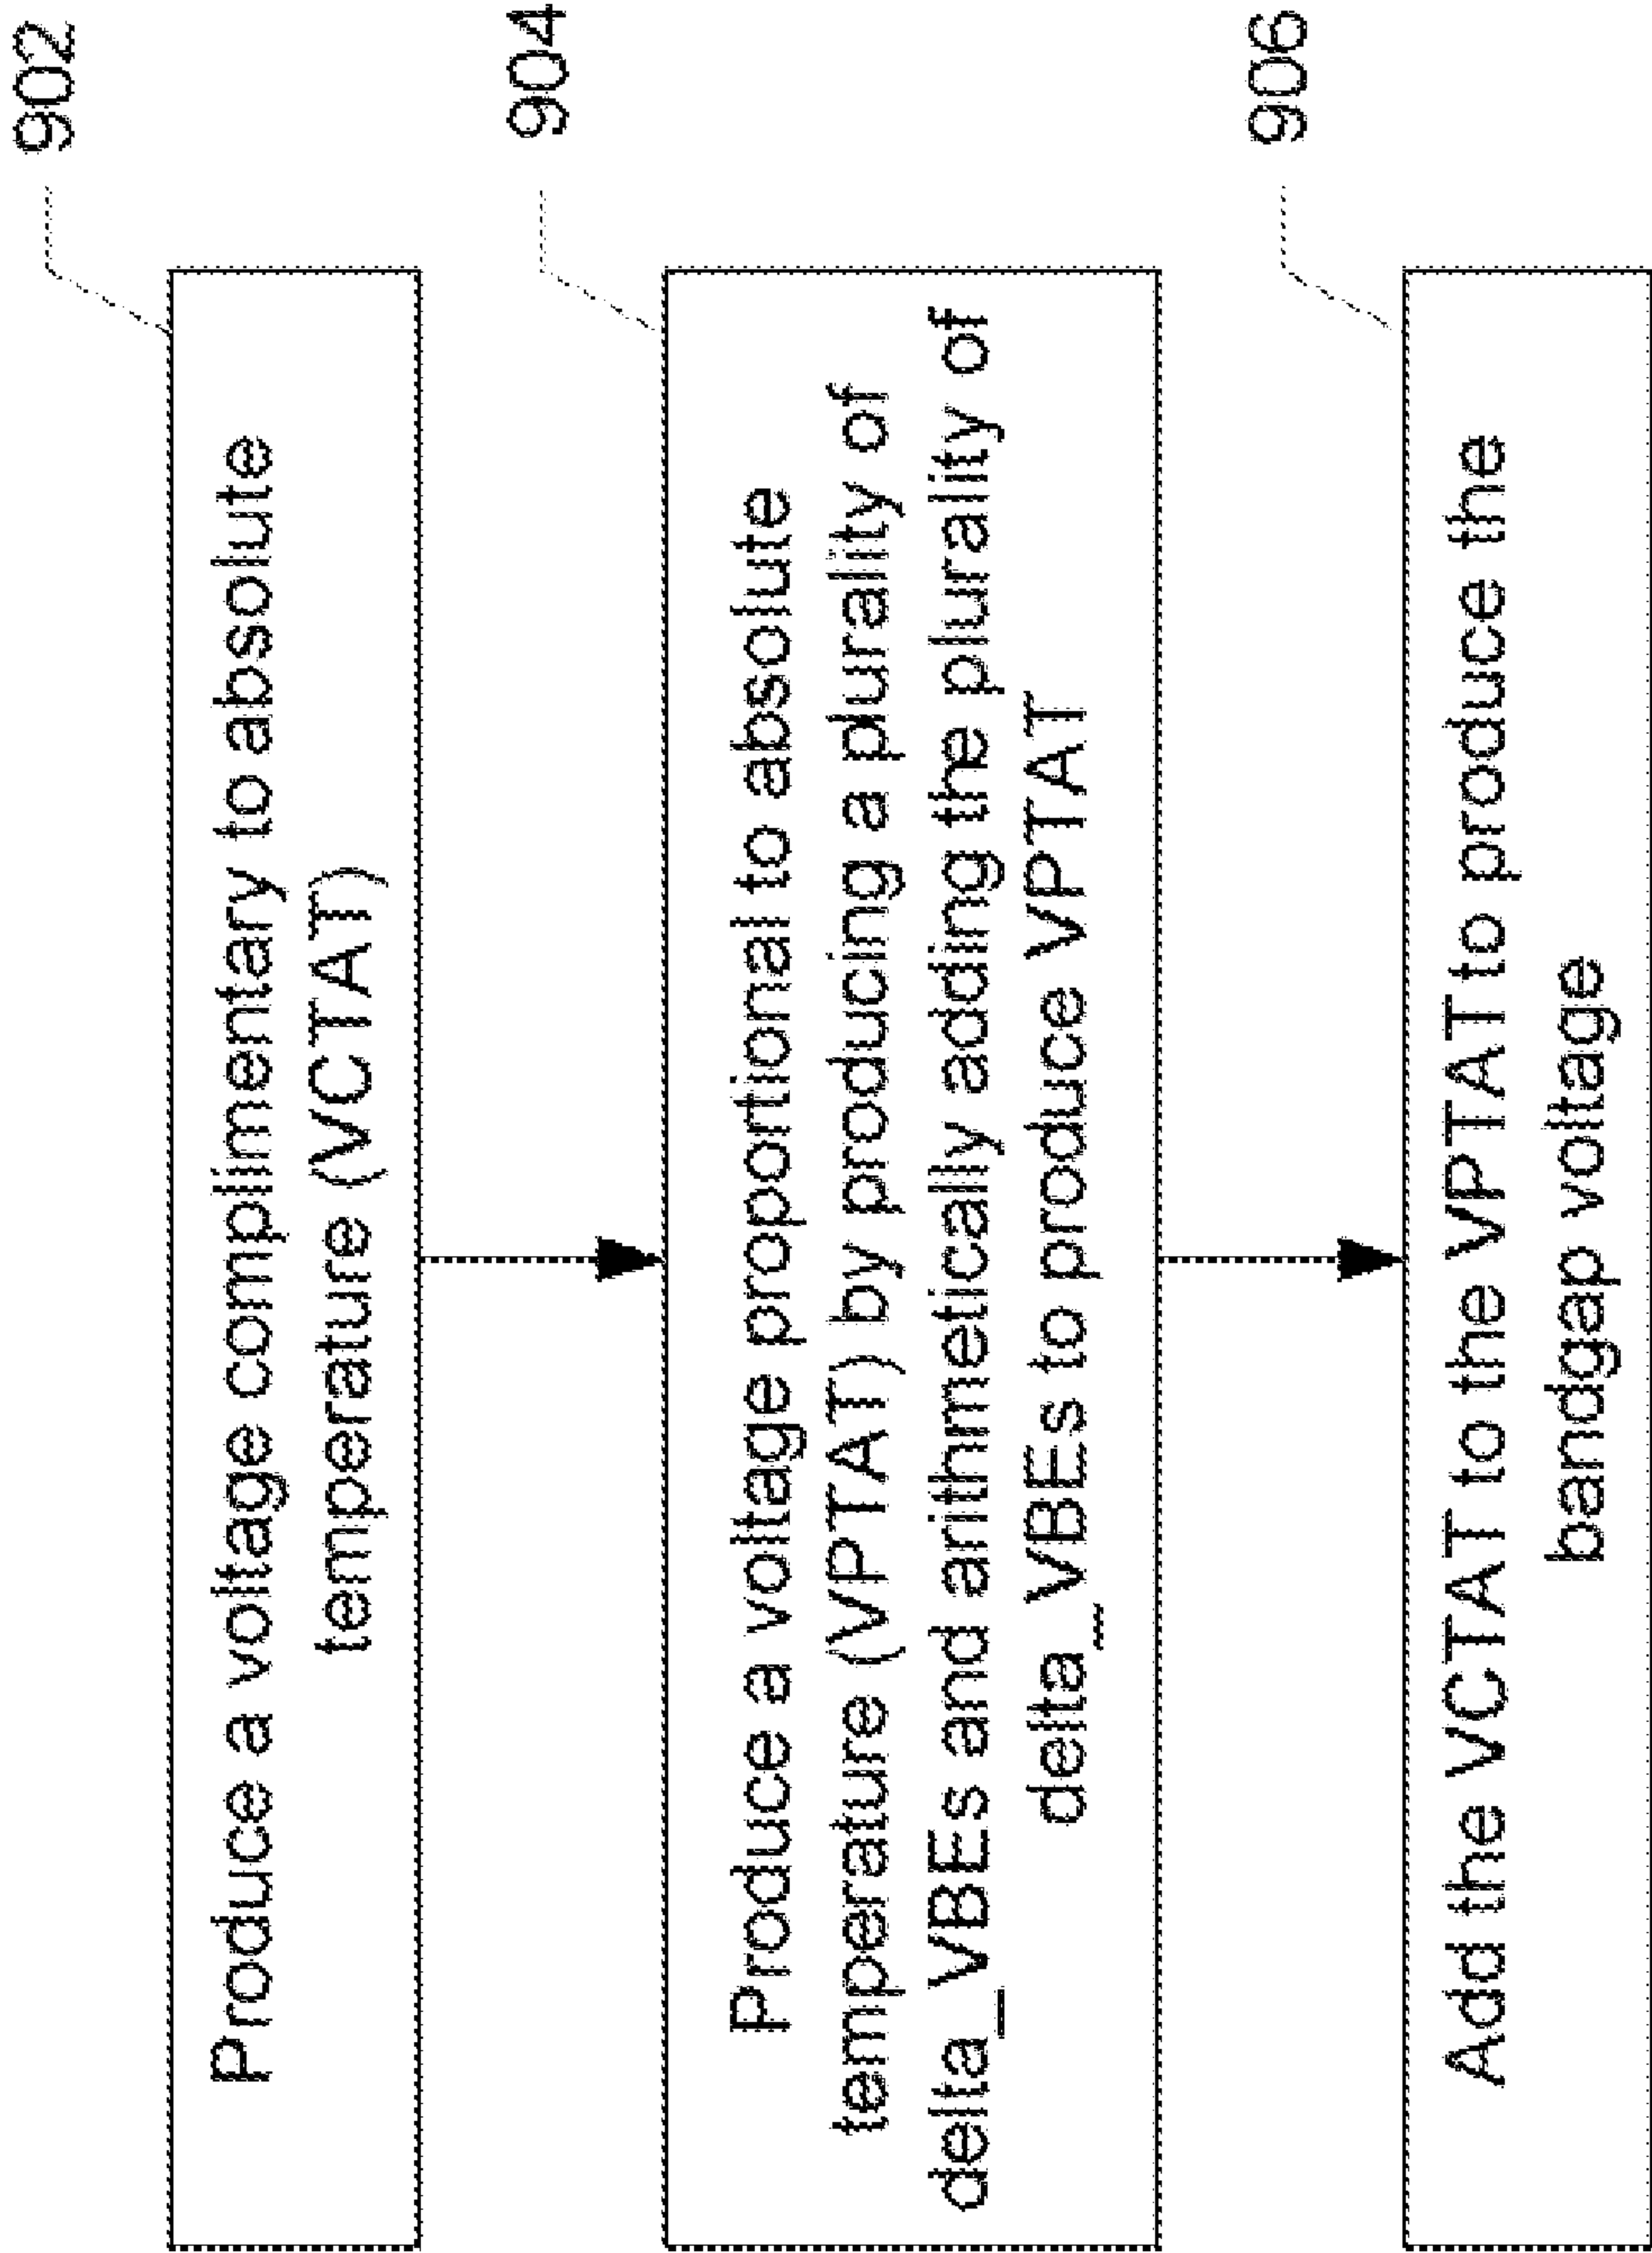 902
Produce a voltage complimentary to absolute
temperature (VCTAT)
904
Produce a voltage proportional to absolute
temperature (VPTAT) by producing a plurality of
delta_VBEs and arithmetically adding the plurality of
delta_VBEs to produce VPTAT
906
Add the VCTAT to the VPTAT to produce the
bandgap voltage